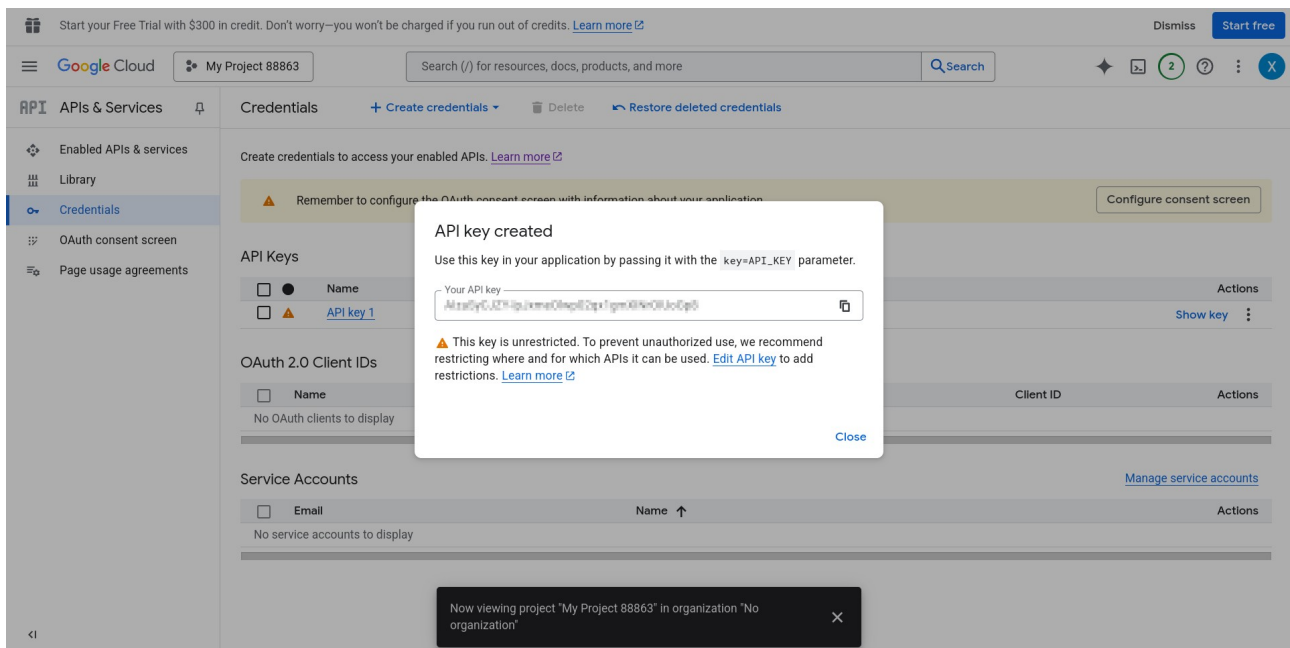 Start your Free Trial with $300 in credit. Don't worry—you won't be charged if you run out of credits. Learn more
Dismiss
Start free
Google Cloud
My Project 88863
Search (/) for resources, docs, products, and more
Search
2
X
API APIs & Services
Enabled APIs & services
Library
Credentials
OAuth consent screen
Page usage agreements
Credentials
+ Create credentials
Delete
Restore deleted credentials
Create credentials to access your enabled APIs. Learn more
Remember to configure the OAuth consent screen with information about your application.
Configure consent screen
API Keys
Name
Actions
API key 1
Show key
OAuth 2.0 Client IDs
Name
Client ID
Actions
No OAuth clients to display
Service Accounts
Manage service accounts
Email
Name
Actions
No service accounts to display
API key created
Use this key in your application by passing it with the key=API_KEY parameter.
Your API key
This key is unrestricted. To prevent unauthorized use, we recommend
restricting where and for which APIs it can be used. Edit API key to add
restrictions. Learn more
Close
Now viewing project "My Project 88863" in organization "No
organization"